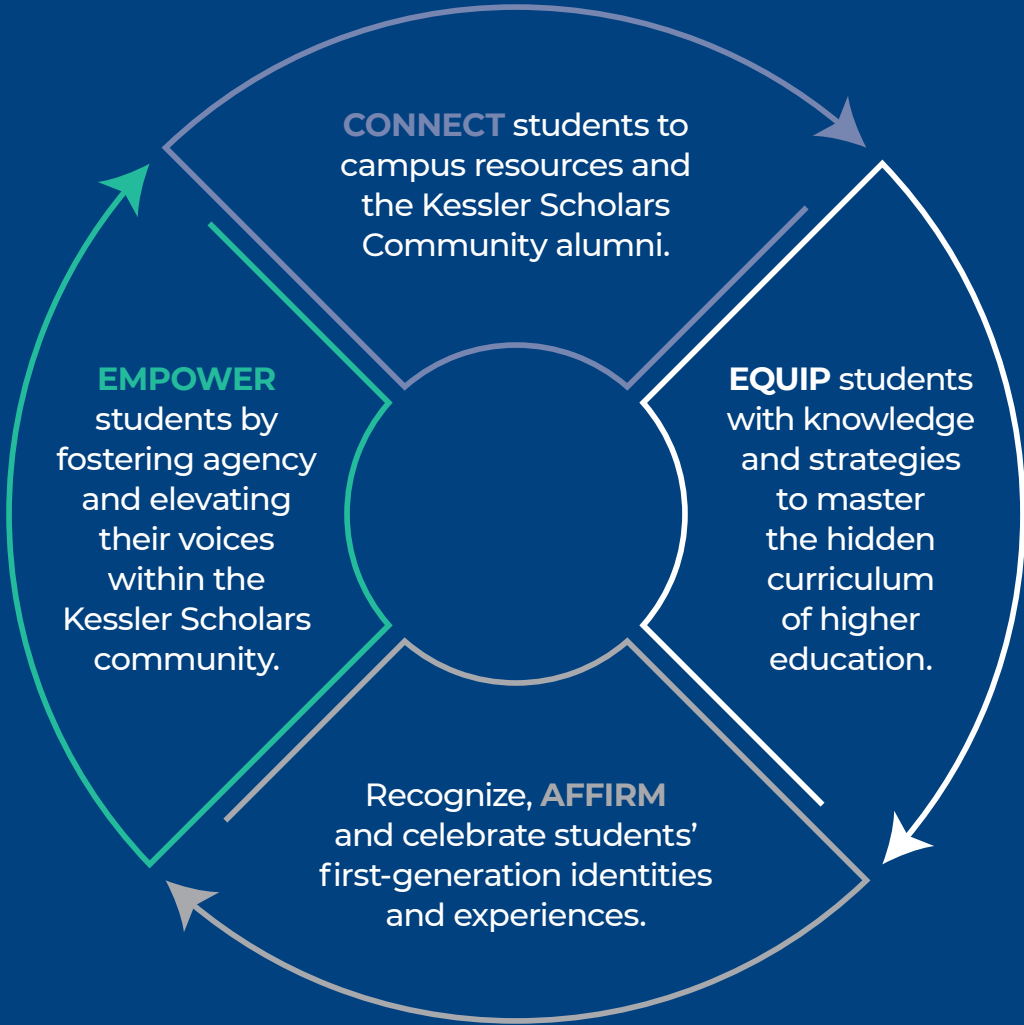 CONNECT students to
campus resources and
the Kessler Scholars
Community alumni.
EQUIP students
with knowledge
and strategies
to master
the hidden
curriculum
of higher
education.
Recognize, AFFIRM
and celebrate students’
first-generation identities
and experiences.
EMPOWER
students by
fostering agency
and elevating
their voices
within the
Kessler Scholars
community.